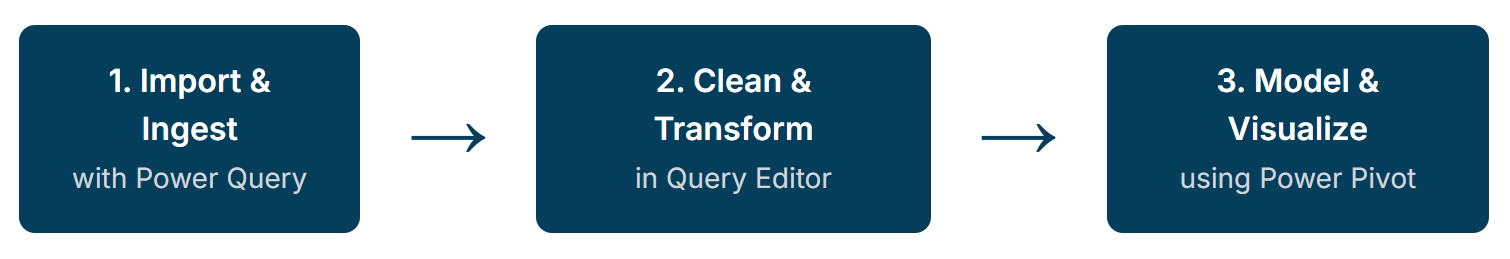 1. Import &
Ingest
with Power Query
2. Clean &
Transform
in Query Editor
3. Model &
Visualize
using Power Pivot